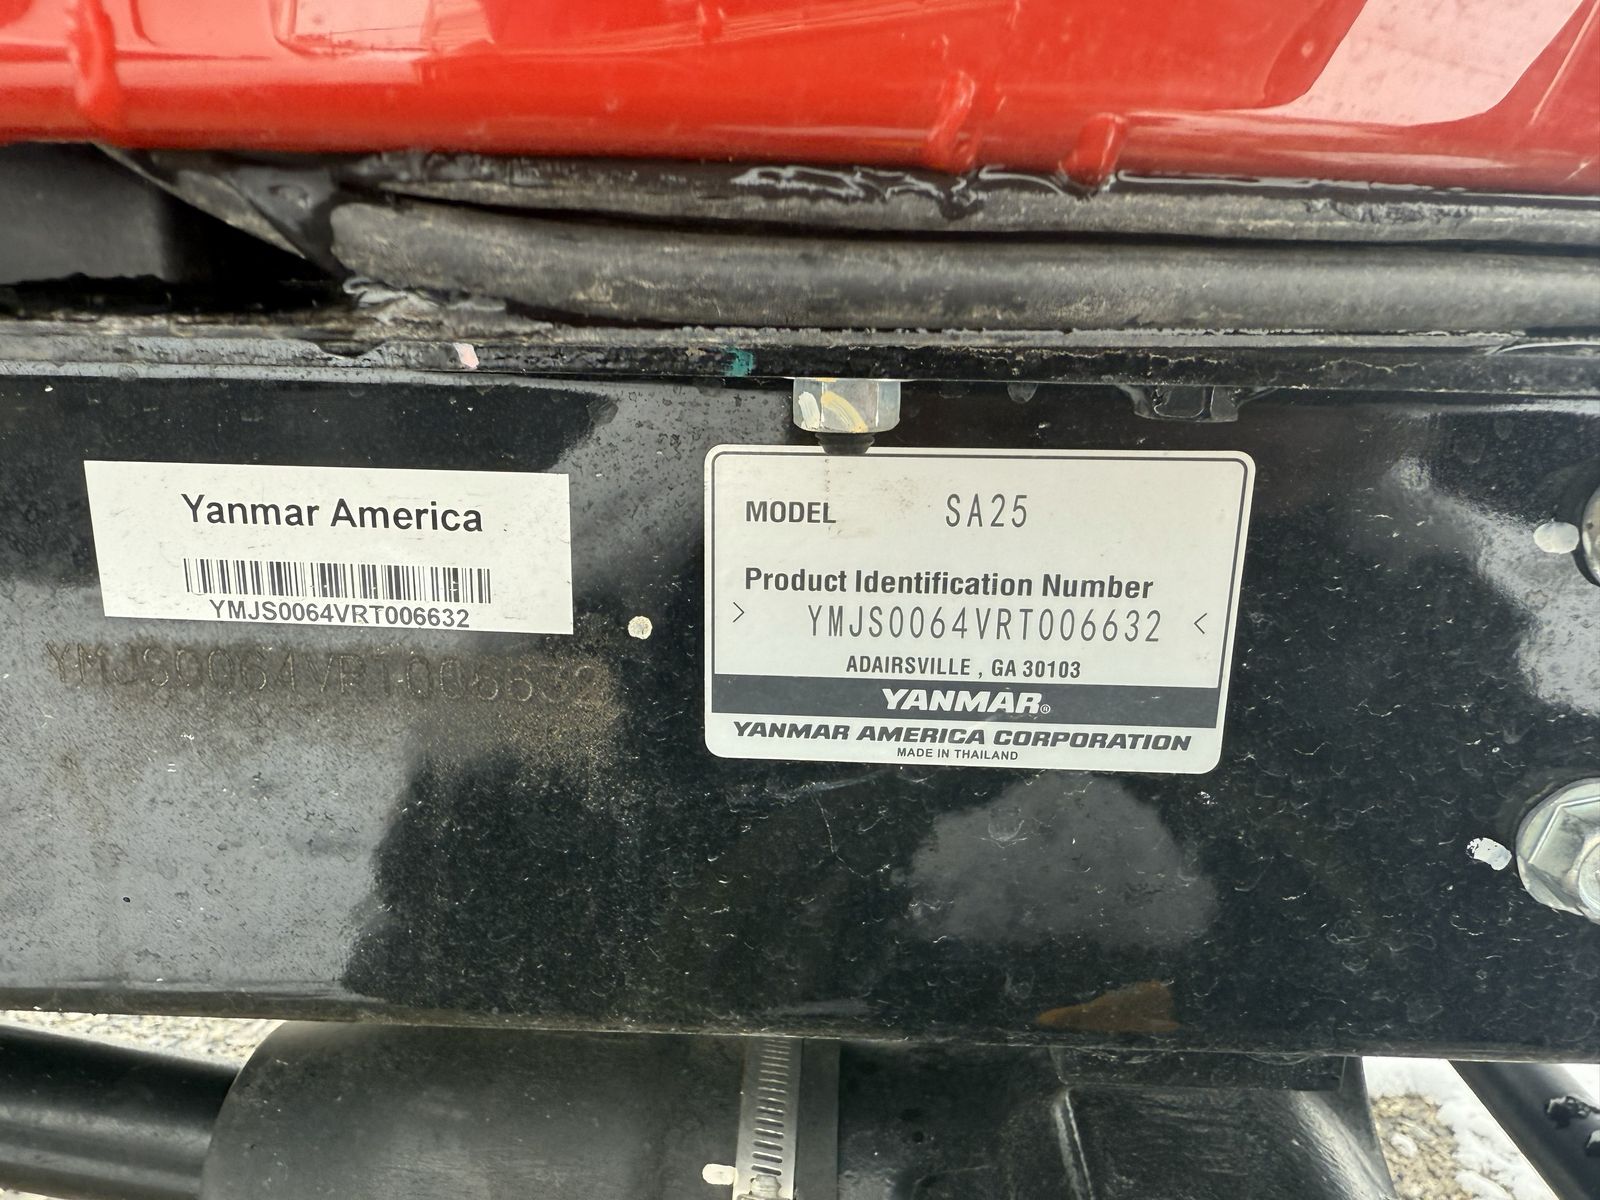 Yanmar America
YMJS0064VRT006632
YMJS0064VRT006632
MODEL SA25
Product Identification Number
> YMJS0064VRT006632 <
ADAIRSVILLE , GA 30103
YANMAR®
YANMAR AMERICA CORPORATION
MADE IN THAILAND